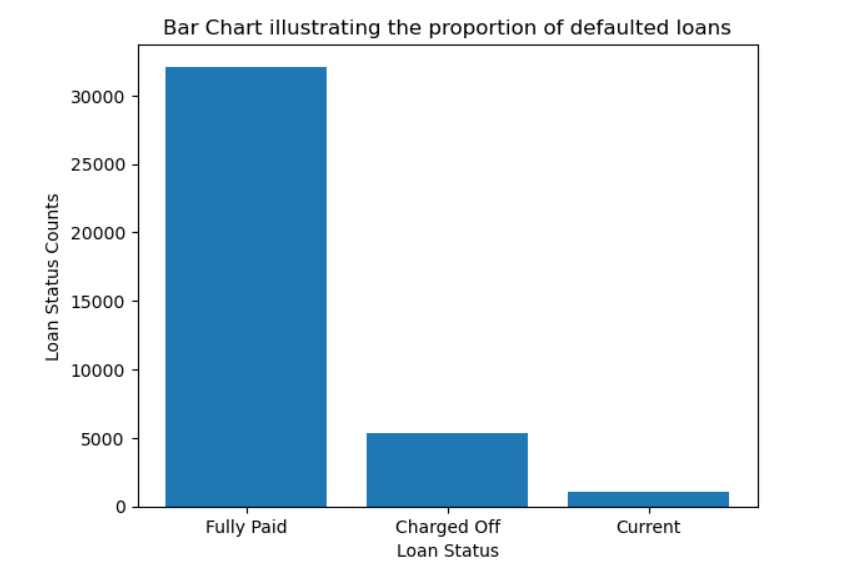 Bar Chart illustrating the proportion of defaulted loans
Loan Status Counts
30000
25000
20000
15000
10000
5000
0
Fully Paid
Charged Off
Current
Loan Status